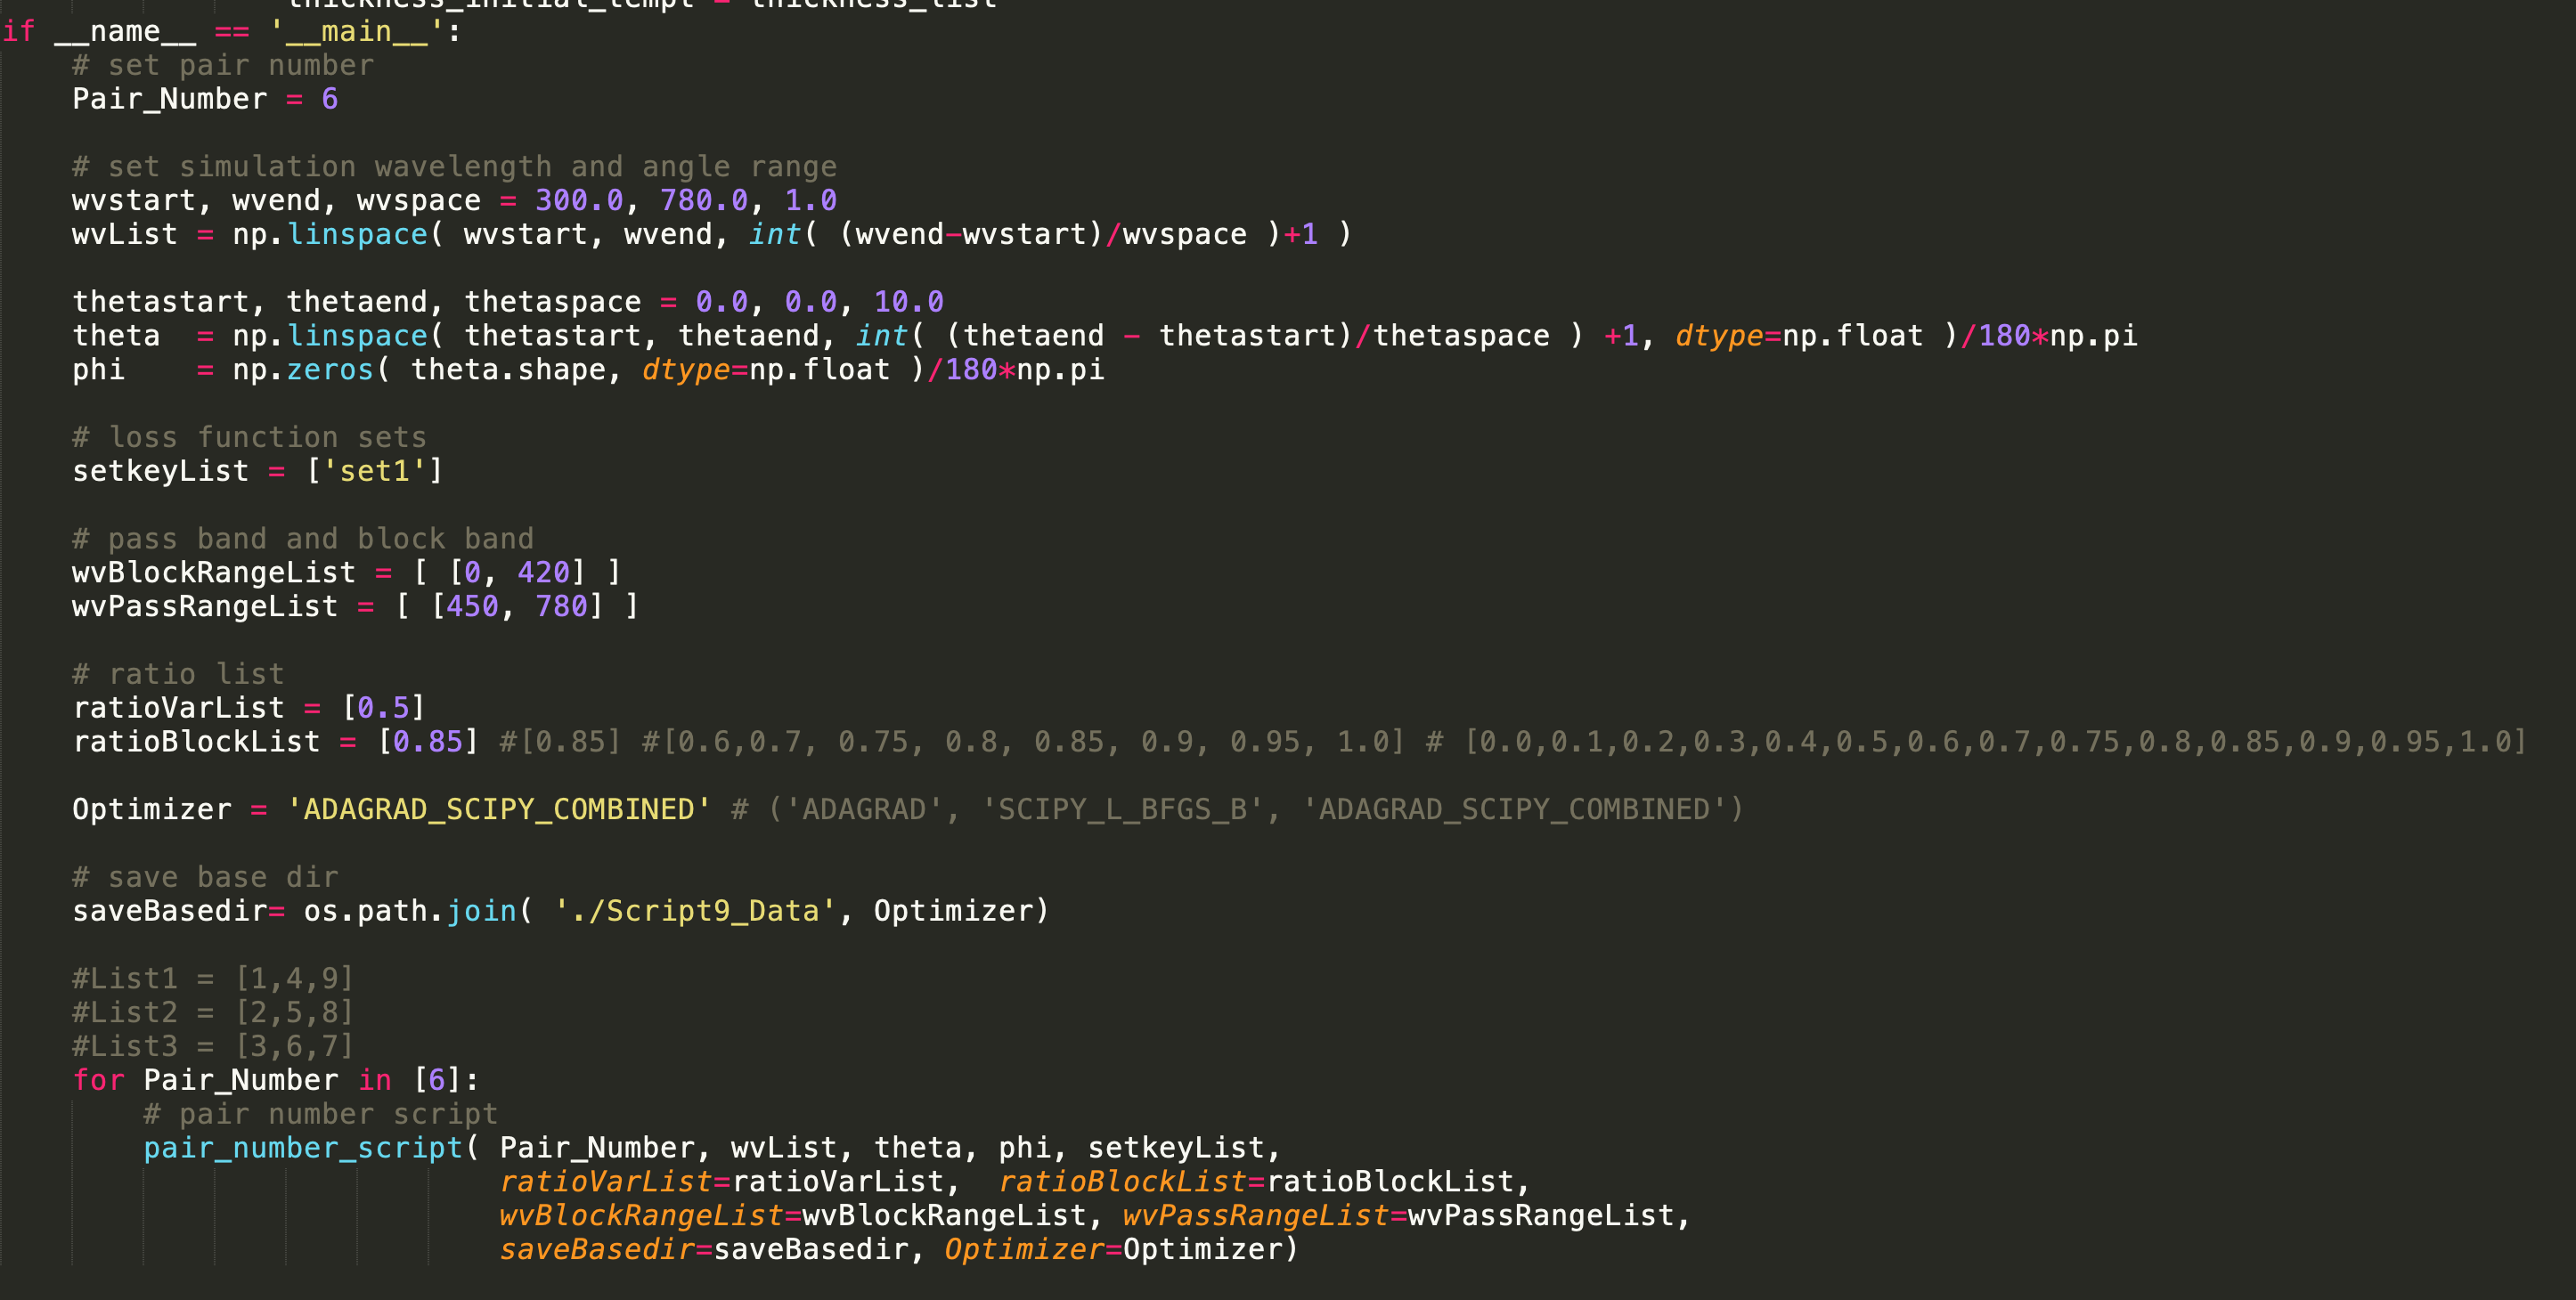 thickness_initial_templ = thickness_list
if __name__ == '__main__':
    # set pair number
    Pair_Number = 6

    # set simulation wavelength and angle range
    wvstart, wvend, wvspace = 300.0, 780.0, 1.0
    wvList = np.linspace( wvstart, wvend, int( (wvend-wvstart)/wvspace )+1 )

    thetastart, thetaend, thetaspace = 0.0, 0.0, 10.0
    theta  = np.linspace( thetastart, thetaend, int( (thetaend - thetastart)/thetaspace ) +1, dtype=np.float )/180*np.pi
    phi    = np.zeros( theta.shape, dtype=np.float )/180*np.pi

    # loss function sets
    setkeyList = ['set1']

    # pass band and block band
    wvBlockRangeList = [ [0, 420] ]
    wvPassRangeList = [ [450, 780] ]

    # ratio list
    ratioVarList = [0.5]
    ratioBlockList = [0.85] #[0.85] #[0.6,0.7, 0.75, 0.8, 0.85, 0.9, 0.95, 1.0] # [0.0,0.1,0.2,0.3,0.4,0.5,0.6,0.7,0.75,0.8,0.85,0.9,0.95,1.0]

    Optimizer = 'ADAGRAD_SCIPY_COMBINED' # ('ADAGRAD', 'SCIPY_L_BFGS_B', 'ADAGRAD_SCIPY_COMBINED')

    # save base dir
    saveBasedir= os.path.join( './Script9_Data', Optimizer)

    #List1 = [1,4,9]
    #List2 = [2,5,8]
    #List3 = [3,6,7]
    for Pair_Number in [6]:
        # pair number script
        pair_number_script( Pair_Number, wvList, theta, phi, setkeyList,
                            ratioVarList=ratioVarList,  ratioBlockList=ratioBlockList,
                            wvBlockRangeList=wvBlockRangeList, wvPassRangeList=wvPassRangeList,
                            saveBasedir=saveBasedir, Optimizer=Optimizer)